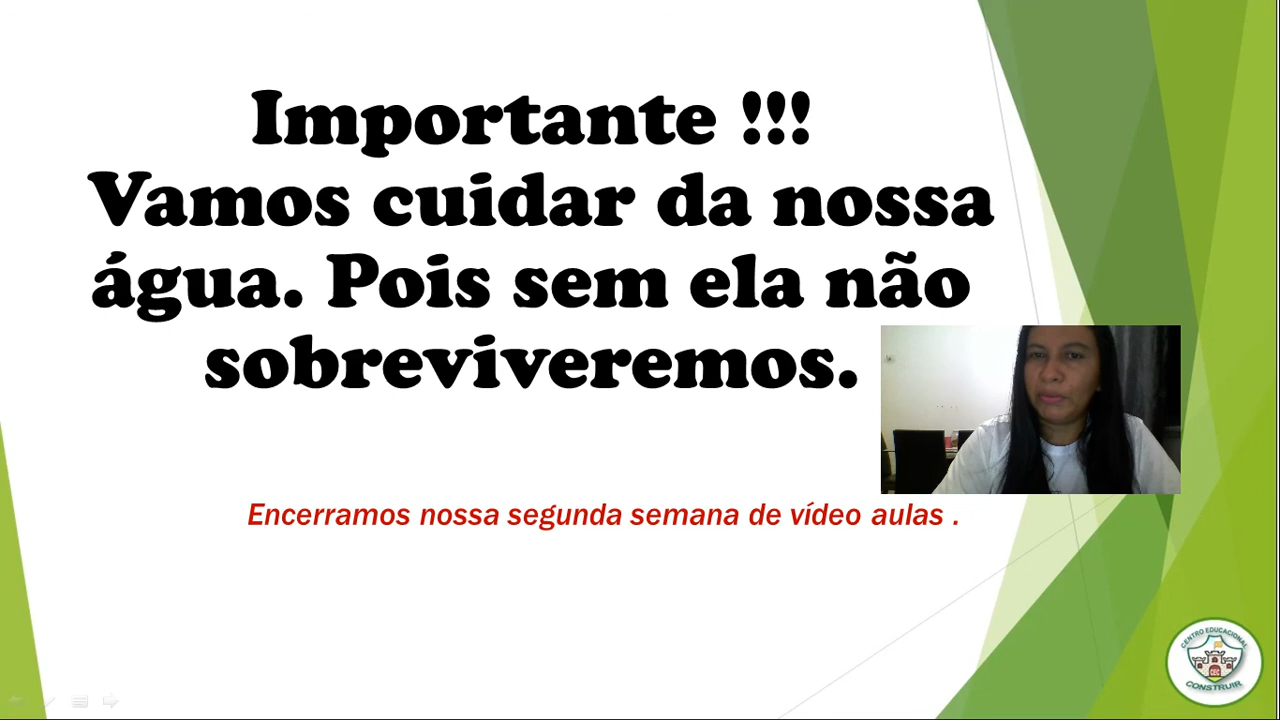 Importante !!!
Vamos cuidar da nossa
água. Pois sem ela não
sobreviveremos.
Encerramos nossa segunda semana de vídeo aulas .
CENTRO EDUCACIONAL
CEC
CONSTRUIR